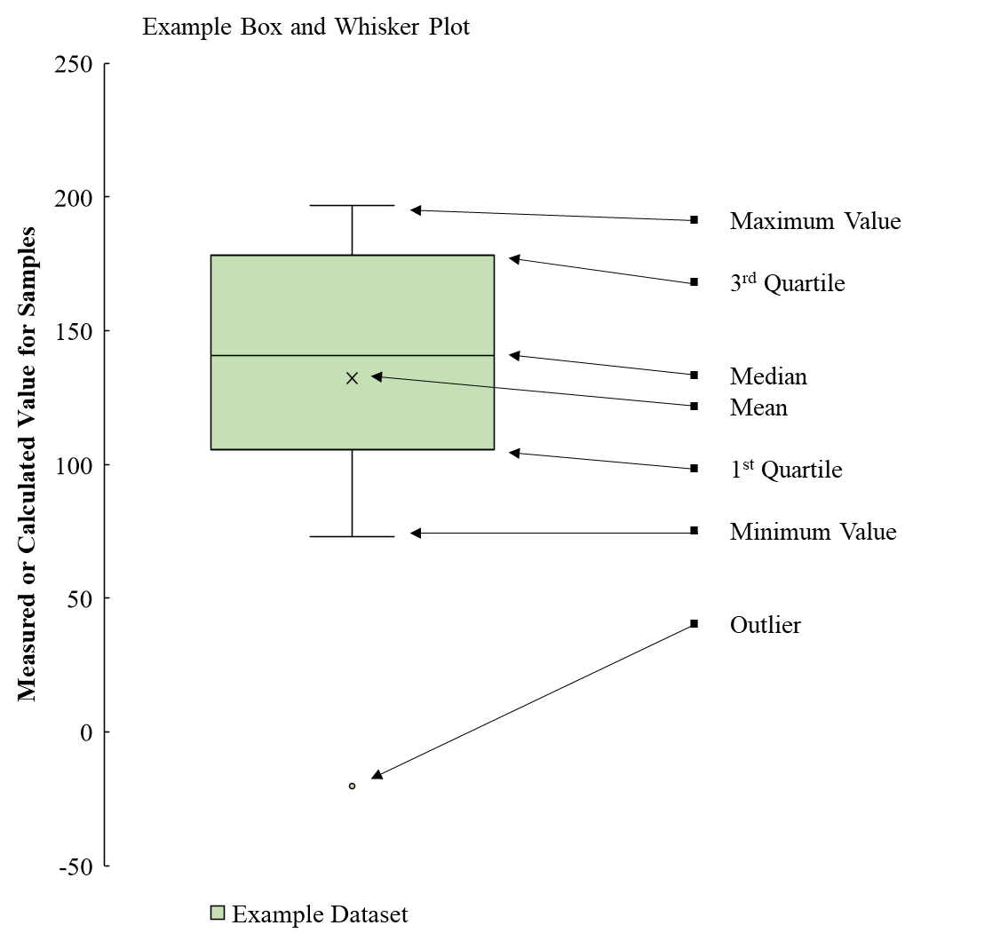 Example Box and Whisker Plot
250
200
150
100
50
0
-50
Measured or Calculated Value for Samples
Maximum Value
3rd Quartile
Median
Mean
1st Quartile
Minimum Value
Outlier
Example Dataset